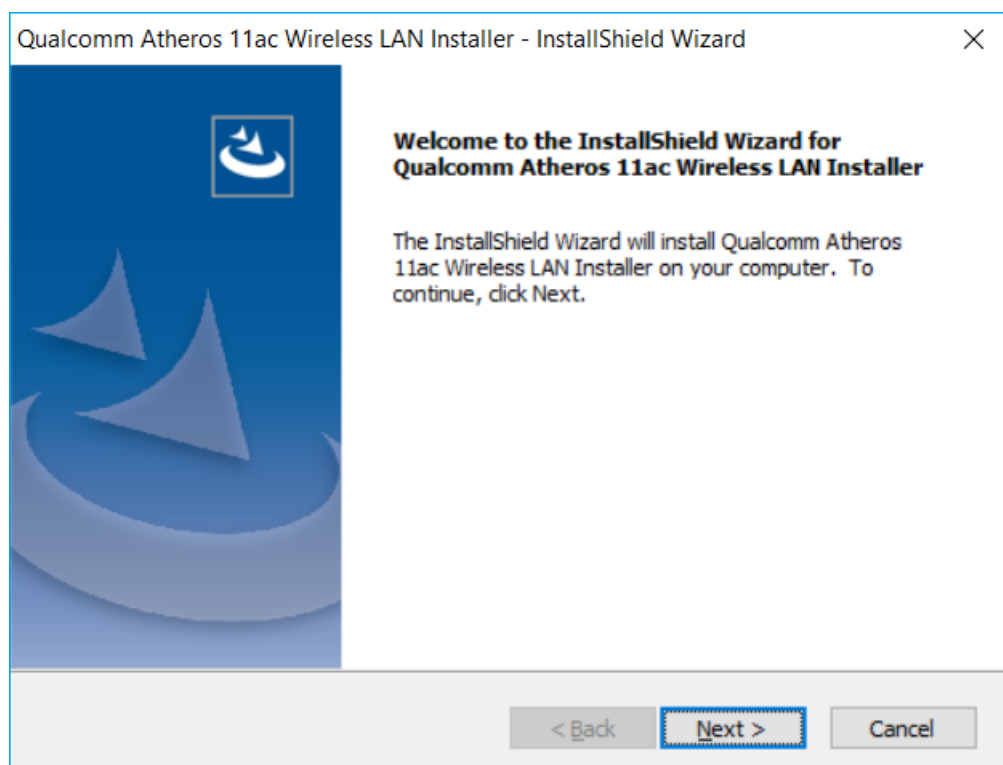 Qualcomm Atheros 11ac Wireless LAN Installer - InstallShield Wizard
Welcome to the InstallShield Wizard for
Qualcomm Atheros 11ac Wireless LAN Installer
The InstallShield Wizard will install Qualcomm Atheros
11ac Wireless LAN Installer on your computer. To
continue, click Next.
< Back
Next >
Cancel